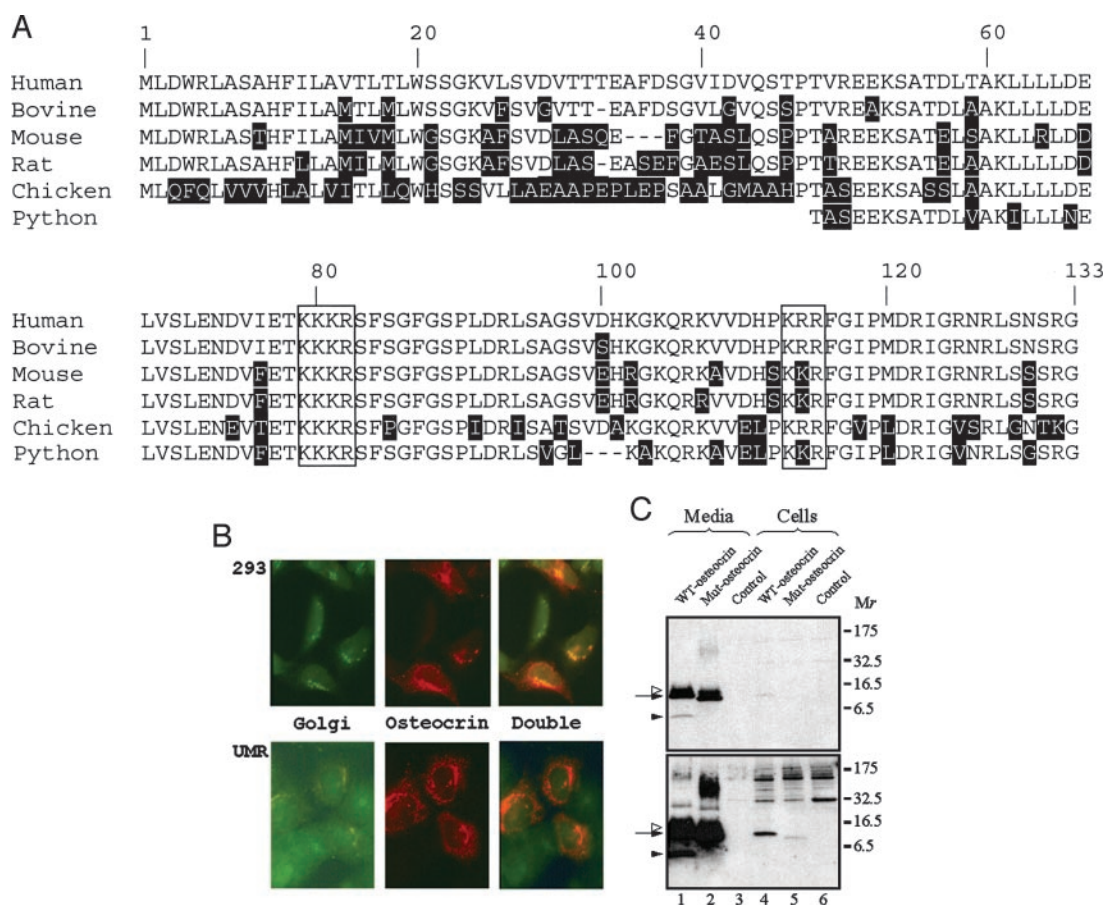 A
1 20 40 60
Human MLDWRLASAHFILAVTLTLWSSGKVLSVDVTTTEAFDSGVIDVQSTPTVREEKSATDLTAKLLLLDE
Bovine MLDWRLASAHFILAMTLMLWSSGKVFSVGVTT-EAFDSGVLGVQSSPTVREAKSATDLAAKLLLLDE
Mouse MLDWRLASTHFILAMIVMLWGSGKAFSVDLASQE---FGTASLQSPPTAREEKSATELSAKLLRLDD
Rat MLDWRLASAHFLLAMILMLWGSGKAFSVDLAS-EASEFGAESLQSPPTTREEKSATELAAKLLLLDD
Chicken MLQFQLVVVHLALVITLLQWHSSSVLLAEAAPEPLEPSAALGMAAHPTASEEKSASSLAAKLLLLDE
Python TASEEKSATDLVAKILLLNE
80 100 120 133
Human LVSLENDVIETKKKRSFSGFGSPLDRLSAGSVDHKGKQRKVVDHPKRRFGIPMDRIGRNRLSNSRG
Bovine LVSLENDVIETKKKRSFSGFGSPLDRLSAGSVSHKGKQRKVVDHPKRRFGIPMDRIGRNRLSNSRG
Mouse LVSLENDVFETKKKRSFSGFGSPLDRLSAGSVEHRGKQRKAVDHSKKRFGIPMDRIGRNRLSSSRG
Rat LVSLENDVFETKKKRSFSGFGSPLDRLSAGSVEHRGKQRRVVDHSKKRFGIPMDRIGRNRLSSSRG
Chicken LVSLENEVTETKKKRSFPGFGSPIDRISATSVDAKGKQRKVVELPKRRFGVPLDRIGVSRLGNTKG
Python LVSLENDVFETKKKRSFSGFGSPLDRLSVGL---KAKQRKAVELPKKRFGIPLDRIGVNRLSGSRG
B
293
Golgi Osteocrin Double
UMR
C
Media Cells
WT-osteocrin Mut-osteocrin Control WT-osteocrin Mut-osteocrin Control
Mr
-175
-32.5
-16.5
-6.5
-175
-32.5
-16.5
-6.5
1 2 3 4 5 6